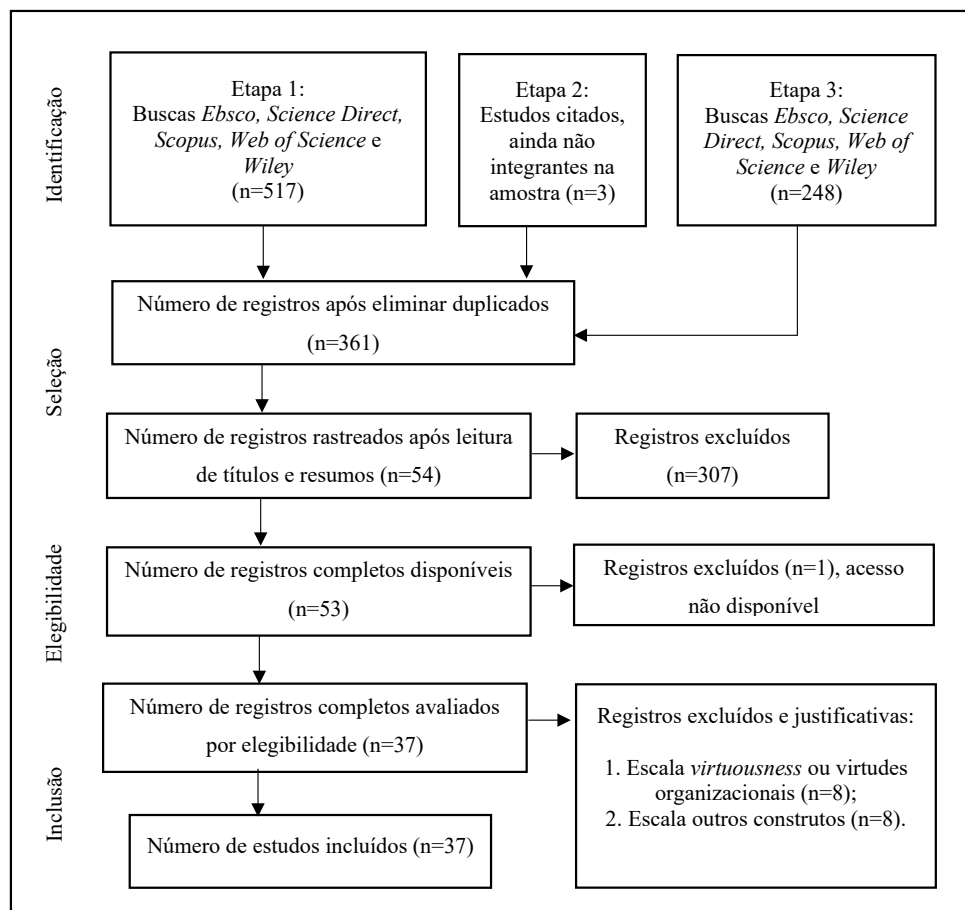 Identificação
Etapa 1:
Buscas Ebsco, Science Direct,
Scopus, Web of Science e
Wiley
(n=517)
Etapa 2:
Estudos citados,
ainda não
integrantes na
amostra (n=3)
Etapa 3:
Buscas Ebsco, Science
Direct, Scopus, Web of
Science e Wiley
(n=248)
Número de registros após eliminar duplicados
(n=361)
Seleção
Número de registros rastreados após leitura
de títulos e resumos (n=54)
Registros excluídos
(n=307)
Elegibilidade
Número de registros completos disponíveis
(n=53)
Registros excluídos (n=1), acesso
não disponível
Inclusão
Número de registros completos avaliados
por elegibilidade (n=37)
Registros excluídos e justificativas:
1. Escala virtuousness ou virtudes
organizacionais (n=8);
2. Escala outros construtos (n=8).
Número de estudos incluídos (n=37)